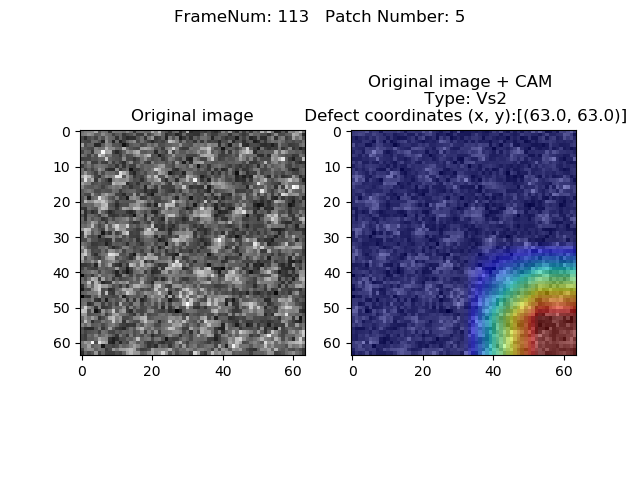 FrameNum: 113   Patch Number: 5
Original image
0
10
20
30
40
50
60
0 20 40 60
Original image + CAM
Type: Vs2
Defect coordinates (x, y):[(63.0, 63.0)]
0
10
20
30
40
50
60
0 20 40 60